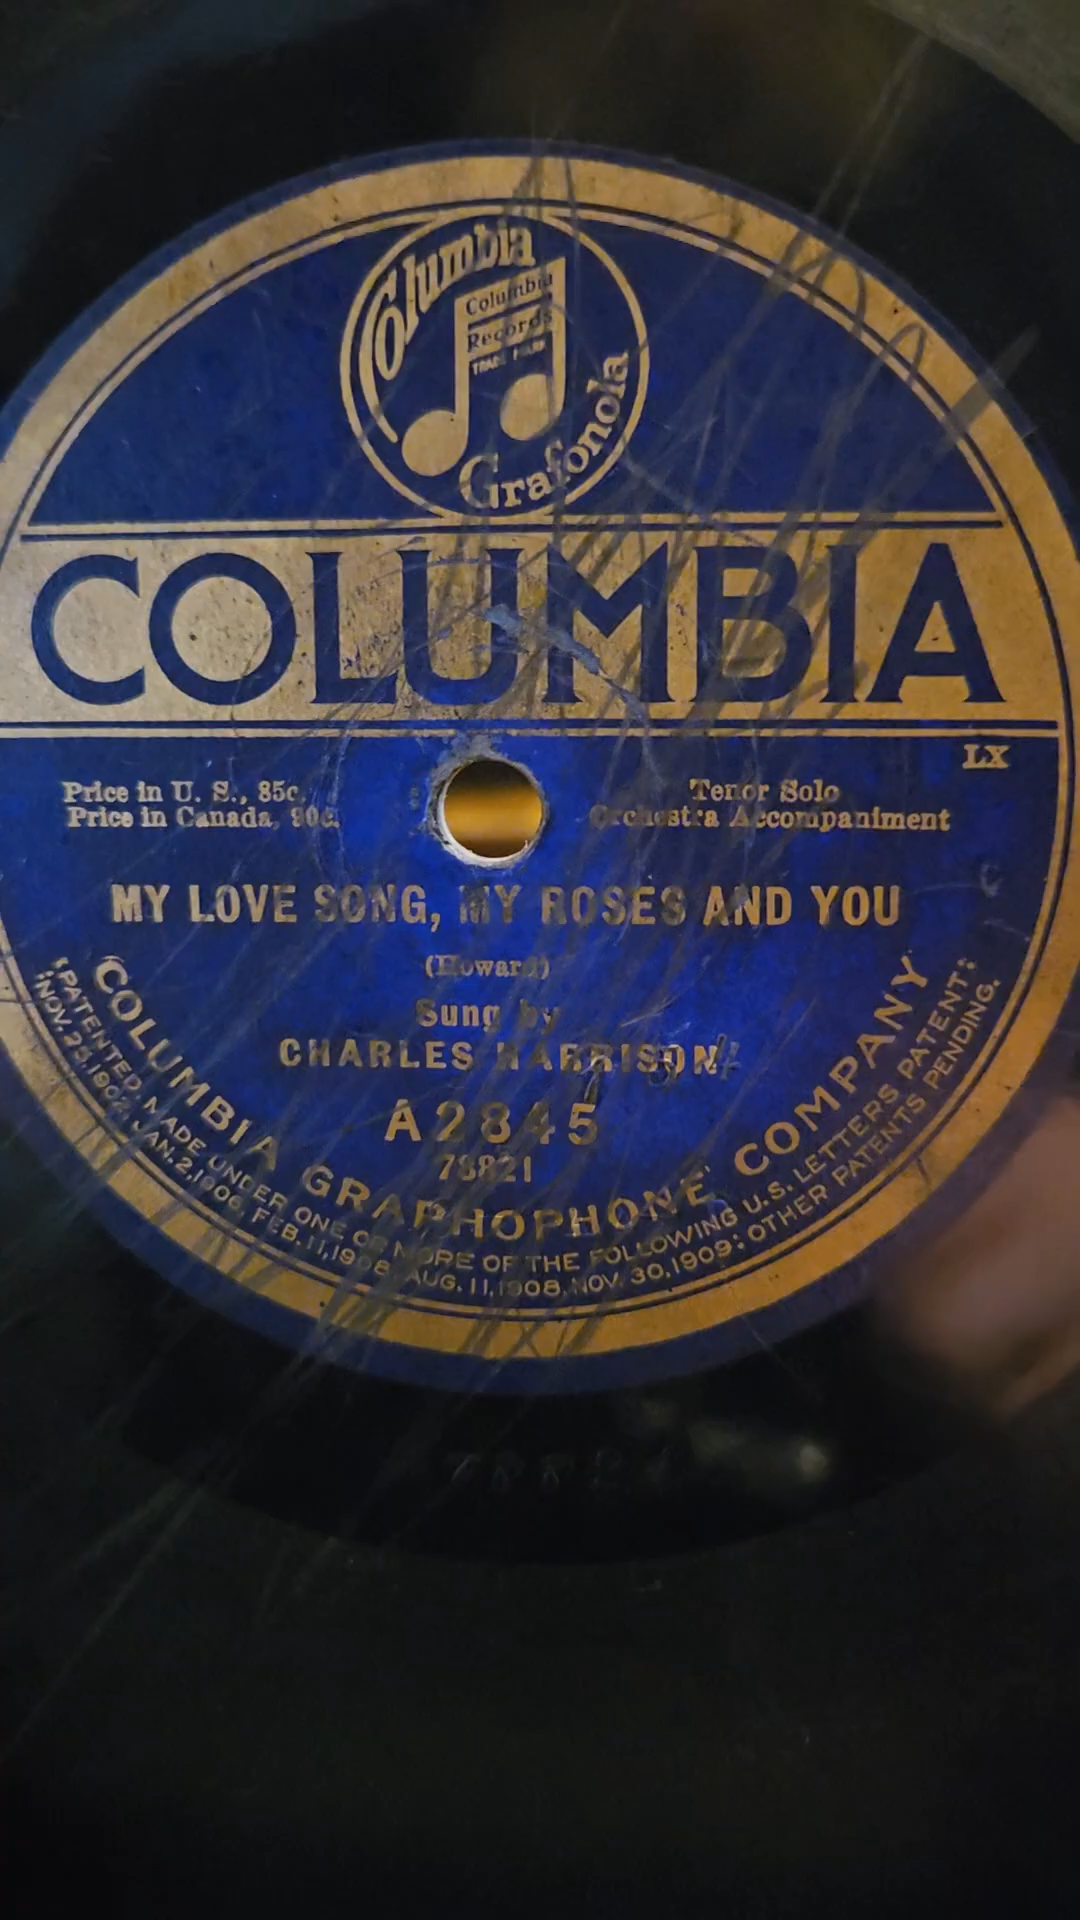 Columbia
Columbia
Records
TRADE MARK
Grafonola
COLUMBIA
LX
Price in U. S., 85c.
Price in Canada, 90c.
Tenor Solo
Orchestra Accompaniment
MY LOVE SONG, MY ROSES AND YOU
(Howard)
Sung by
CHARLES HARRISON
A2845
COLUMBIA GRAPHOPHONE COMPANY
PATENTED. MADE UNDER ONE OR MORE OF THE FOLLOWING U.S. LETTERS PATENT:
NOV. 25, 1902, JAN. 2, 1906, FEB. 11, 1908, AUG. 11, 1908, NOV. 30, 1909; OTHER PATENTS PENDING.